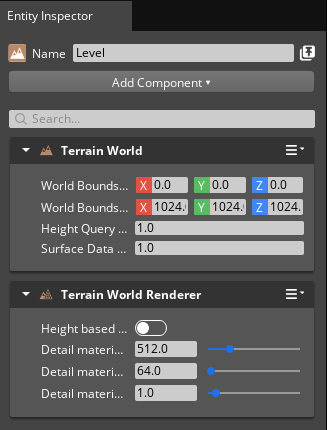 Entity Inspector
Name Level
Add Component
Search...
Terrain World
World Bounds... X 0.0 Y 0.0 Z 0.0
World Bounds... X 1024. Y 1024. Z 1024.
Height Query ... 1.0
Surface Data ... 1.0
Terrain World Renderer
Height based ...
Detail materi... 512.0
Detail materi... 64.0
Detail materi... 1.0